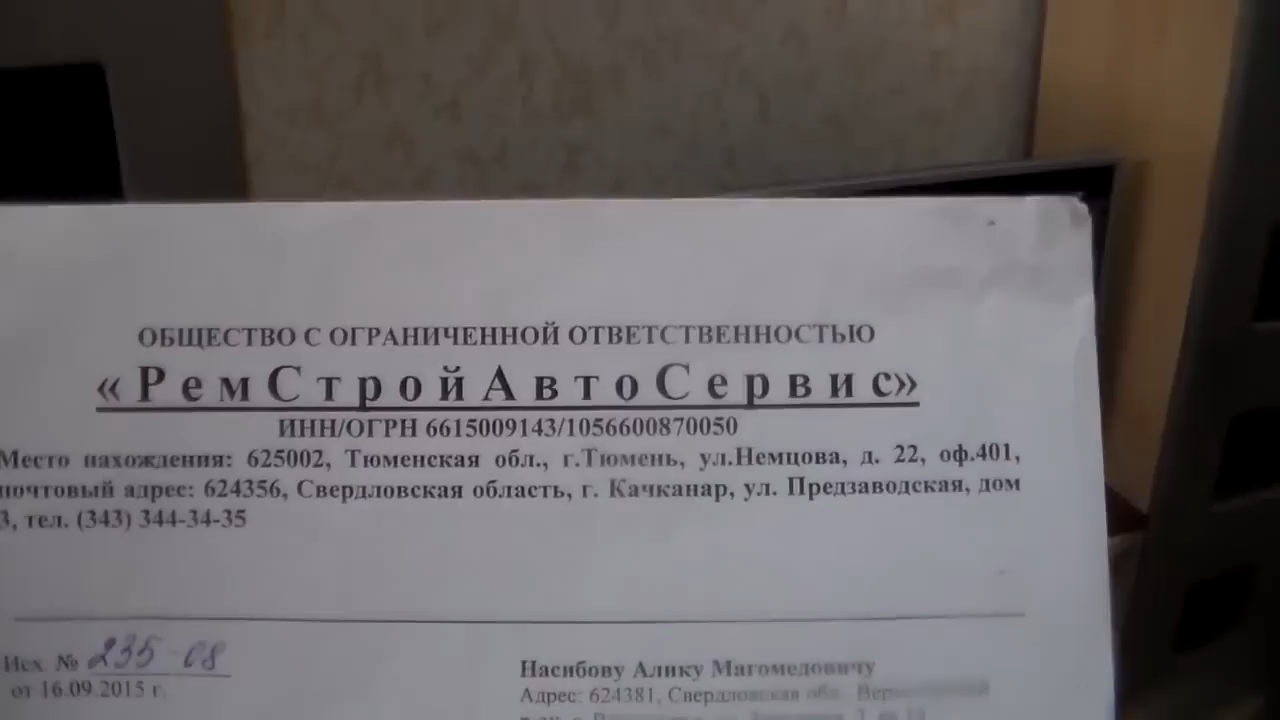 ОБЩЕСТВО С ОГРАНИЧЕННОЙ ОТВЕТСТВЕННОСТЬЮ
« Р е м С т р о й А в т о С е р в и с»
ИНН/ОГРН 6615009143/1056600870050
Место нахождения: 625002, Тюменская обл., г.Тюмень, ул.Немцова, д. 22, оф.401,
почтовый адрес: 624356, Свердловская область, г. Качканар, ул. Предзаводская, дом
3, тел. (343) 344-34-35
Исх. № 235-08
от 16.09.2015 г.
Насибову Алику Магомедовичу
Адрес: 624381, Свердловская обл.